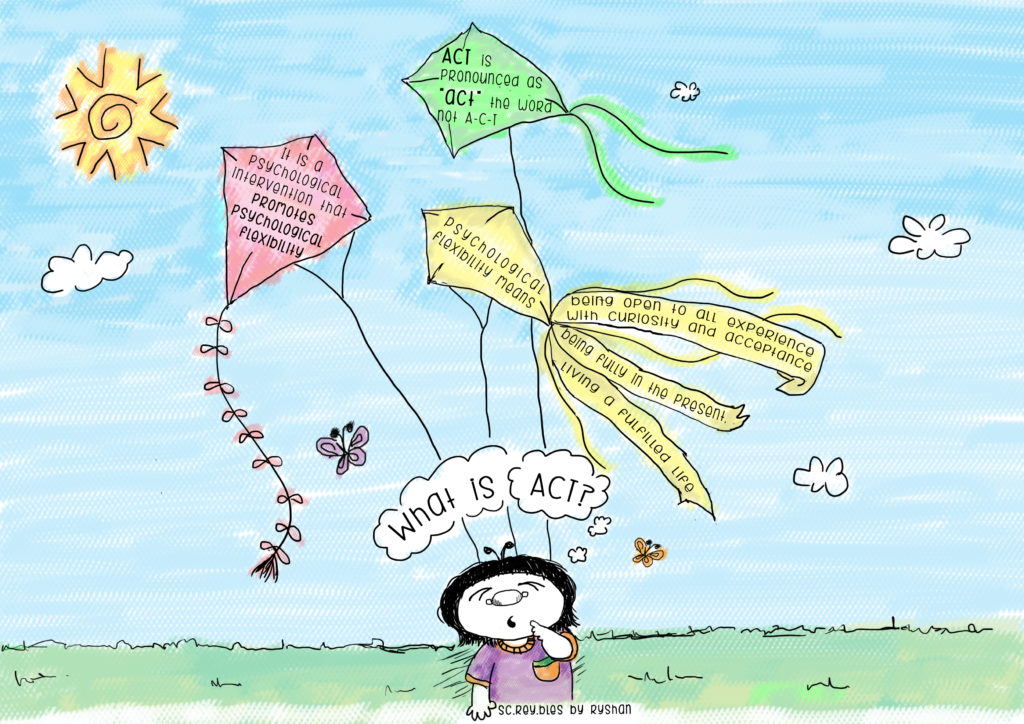 ACT is
pronounced as
"act" the word
not A-C-T
It is a
psychological
intervention that
promotes
psychological
flexibility
psychological
flexibility means
being open to all experience
with curiosity and acceptance
being fully in the present
living a fulfilled life
What is
ACT?
sc.rey.bles by Ryshan